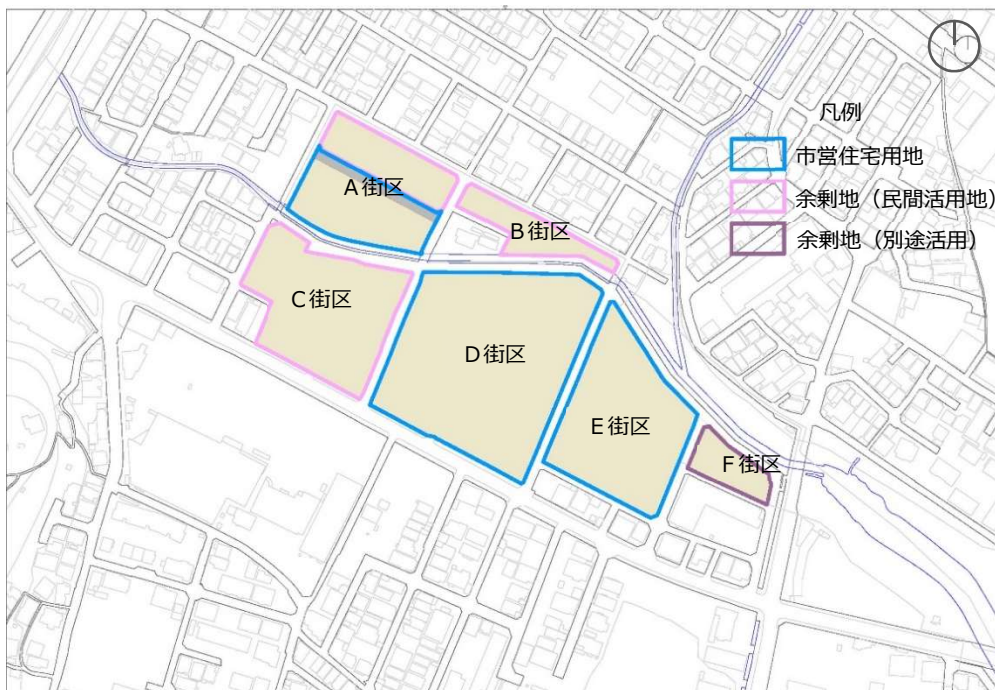 凡例
市営住宅用地
余剰地（民間活用地）
余剰地（別途活用）
Ａ街区
Ｂ街区
Ｃ街区
Ｄ街区
Ｅ街区
Ｆ街区